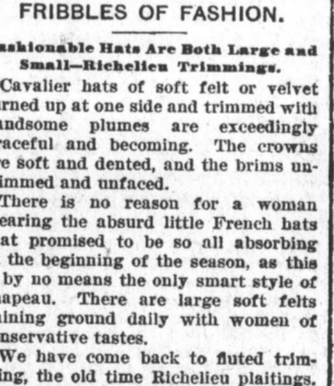 FRIBBLES OF FASHION.
ashionable Hats Are Both Large and
Small—Richelieu Trimmings.
Cavalier hats of soft felt or velvet
urned up at one side and trimmed with
andsome plumes are exceedingly
raceful and becoming. The crowns
re soft and dented, and the brims un-
immed and unfaced.
There is no reason for a woman
earing the absurd little French hats
at promised to be so all absorbing
the beginning of the season, as this
by no means the only smart style of
apeau. There are large soft felts
ining ground daily with women of
nservative tastes.
We have come back to fluted trim-
ing, the old time Richelieu plaitings.